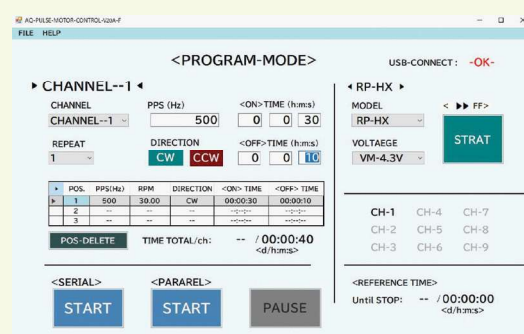 AQ-PULSE-MOTOR-CONTROL-V20A-F
FILE HELP
<PROGRAM-MODE>
USB-CONNECT : -OK-
CHANNEL--1
CHANNEL
CHANNEL--1
PPS (Hz)
500
<ON>TIME (h:m:s)
0 0 30
REPEAT
1
DIRECTION
CW CCW
<OFF>TIME (h:m:s)
0 0 10
POS. PPS(Hz) RPM DIRECTION <ON> TIME <OFF> TIME
1 500 30.00 CW 00:00:30 00:00:10
2 -- -- --:--:-- --:--:--
3 -- -- --:--:-- --:--:--
POS-DELETE TIME TOTAL/ch: -- / 00:00:40
<d/h:m:s>
<SERIAL> <PARAREL>
START START PAUSE
RP-HX
MODEL
RP-HX
< ▶▶ FF>
VOLTAEGE
VM-4.3V
STRAT
CH-1 CH-4 CH-7
CH-2 CH-5 CH-8
CH-3 CH-6 CH-9
<REFERENCE TIME>
Until STOP: -- / 00:00:00
<d/h:m:s>